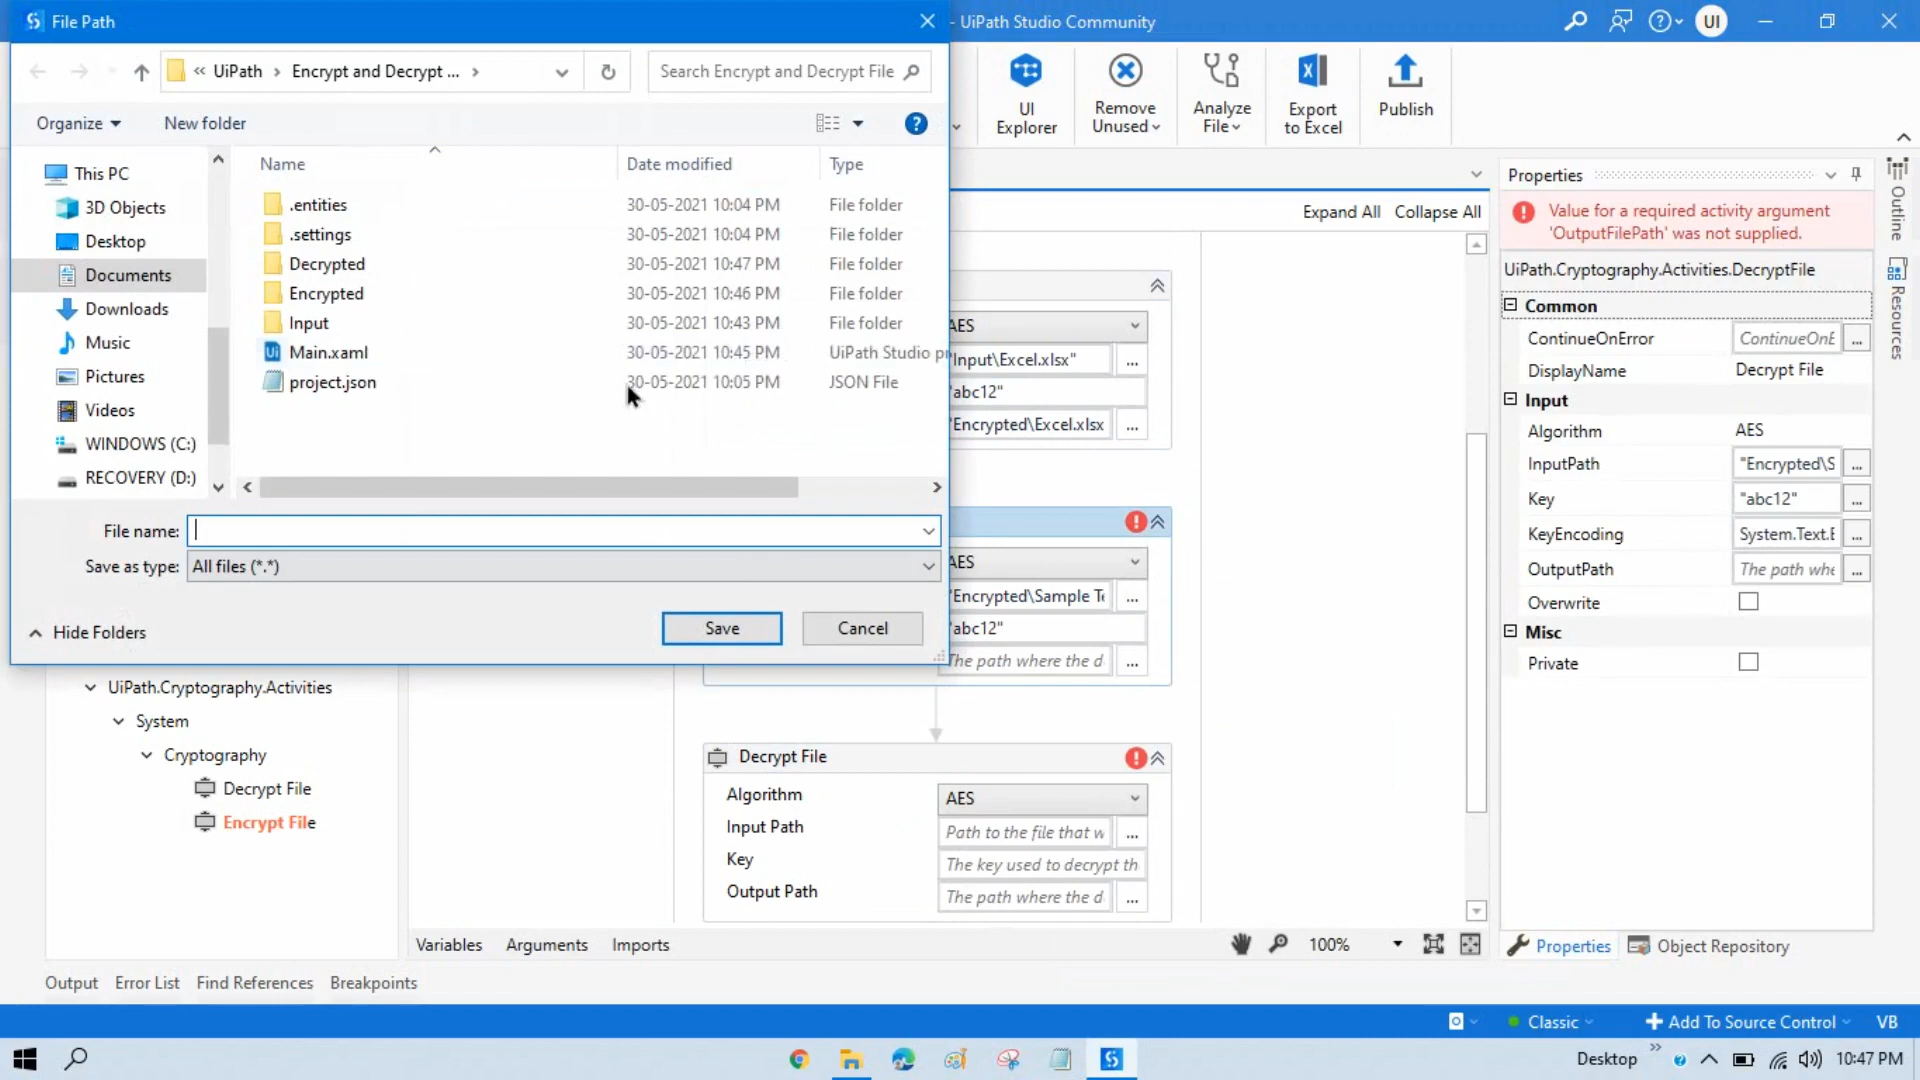 File Path
- UiPath Studio Community
UI
« UiPath › Encrypt and Decrypt ... ›
Search Encrypt and Decrypt File
Organize
New folder
UI
Explorer
Remove
Unused
Analyze
File
Export
to Excel
Publish
This PC
3D Objects
Desktop
Documents
Downloads
Music
Pictures
Videos
WINDOWS (C:)
RECOVERY (D:)
Name Date modified Type
.entities 30-05-2021 10:04 PM File folder
.settings 30-05-2021 10:04 PM File folder
Decrypted 30-05-2021 10:47 PM File folder
Encrypted 30-05-2021 10:46 PM File folder
Input 30-05-2021 10:43 PM File folder
Main.xaml 30-05-2021 10:45 PM UiPath Studio pr
project.json 30-05-2021 10:05 PM JSON File
File name:
Save as type: All files (*.*)
Hide Folders
Save
Cancel
Expand All Collapse All
AES
"Input\Excel.xlsx" ...
"abc12"
"Encrypted\Excel.xlsx ...
AES
"Encrypted\Sample Te ...
"abc12"
The path where the d ...
Decrypt File
Algorithm AES
Input Path Path to the file that w ...
Key The key used to decrypt th
Output Path The path where the d ...
UiPath.Cryptography.Activities
System
Cryptography
Decrypt File
Encrypt File
Properties
Value for a required activity argument
'OutputFilePath' was not supplied.
UiPath.Cryptography.Activities.DecryptFile
Common
ContinueOnError ContinueOnE ...
DisplayName Decrypt File
Input
Algorithm AES
InputPath "Encrypted\S ...
Key "abc12" ...
KeyEncoding System.Text.E ...
OutputPath The path whe ...
Overwrite
Misc
Private
Outline
Resources
Variables Arguments Imports
100%
Properties Object Repository
Output Error List Find References Breakpoints
Classic
Add To Source Control
VB
Desktop
10:47 PM